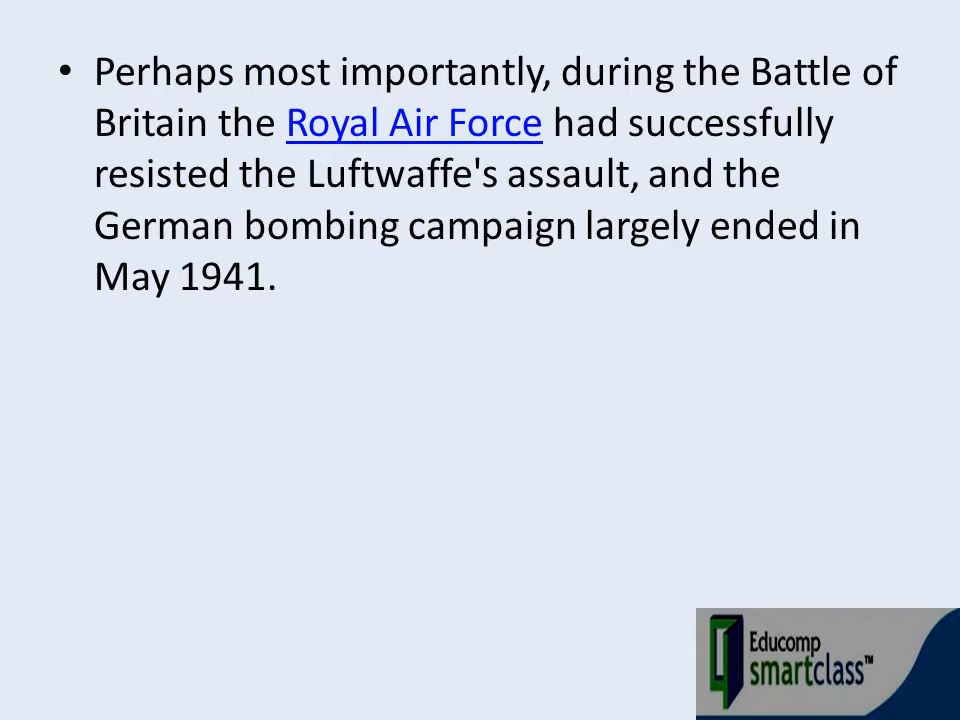 • Perhaps most importantly, during the Battle of
Britain the Royal Air Force had successfully
resisted the Luftwaffe's assault, and the
German bombing campaign largely ended in
May 1941.
Educomp
smartclass™